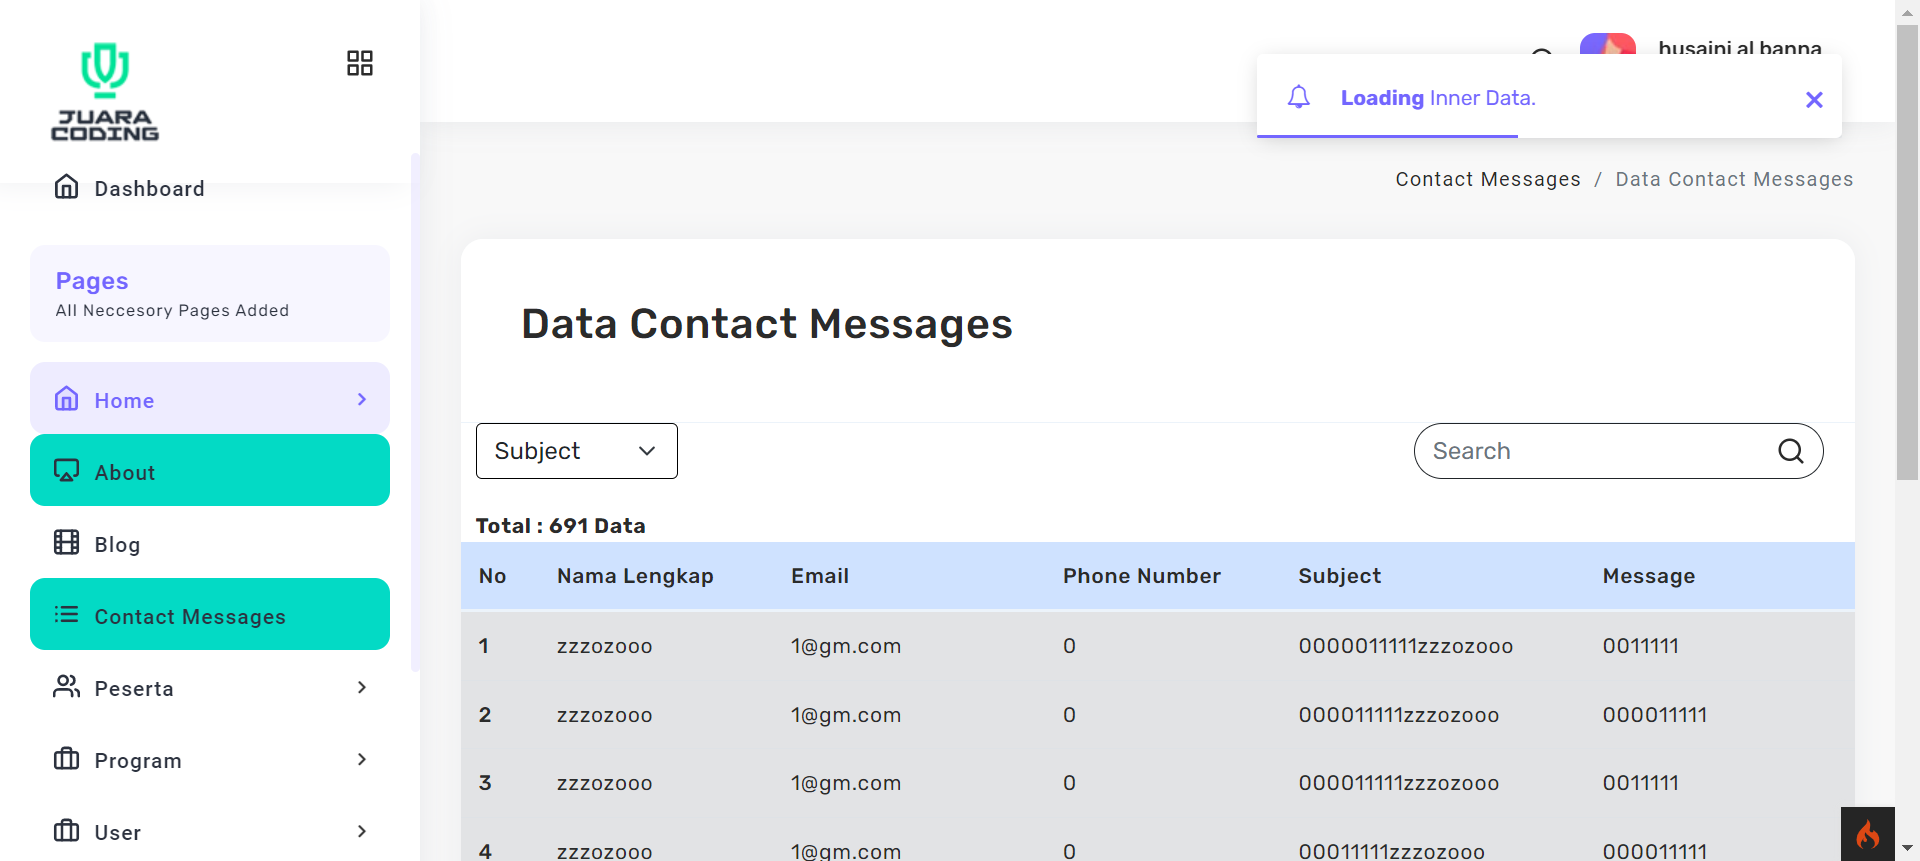 JUARA
CODING
Dashboard
Pages
All Neccesory Pages Added
Home
About
Blog
Contact Messages
Peserta
Program
User
husaini al banna
Loading Inner Data.
Contact Messages / Data Contact Messages
Data Contact Messages
Subject
Search
Total : 691 Data
No Nama Lengkap Email Phone Number Subject Message
1 zzzozooo 1@gm.com 0 0000011111zzzozooo 0011111
2 zzzozooo 1@gm.com 0 000011111zzzozooo 000011111
3 zzzozooo 1@gm.com 0 000011111zzzozooo 0011111
4 zzzozooo 1@gm.com 0 00011111zzzozooo 000011111